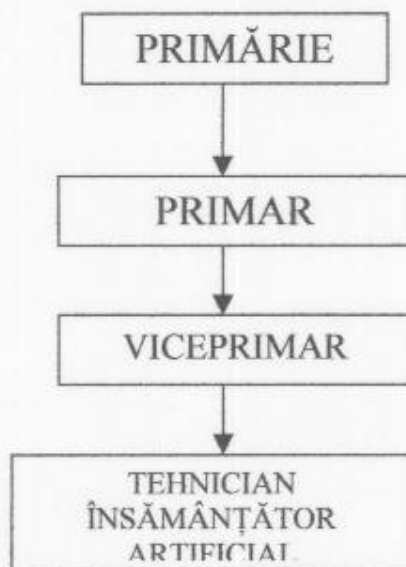 PRIMĂRIE
PRIMAR
VICEPRIMAR
TEHNICIAN
ÎNSĂMÂNȚĂTOR
ARTIFICIAL